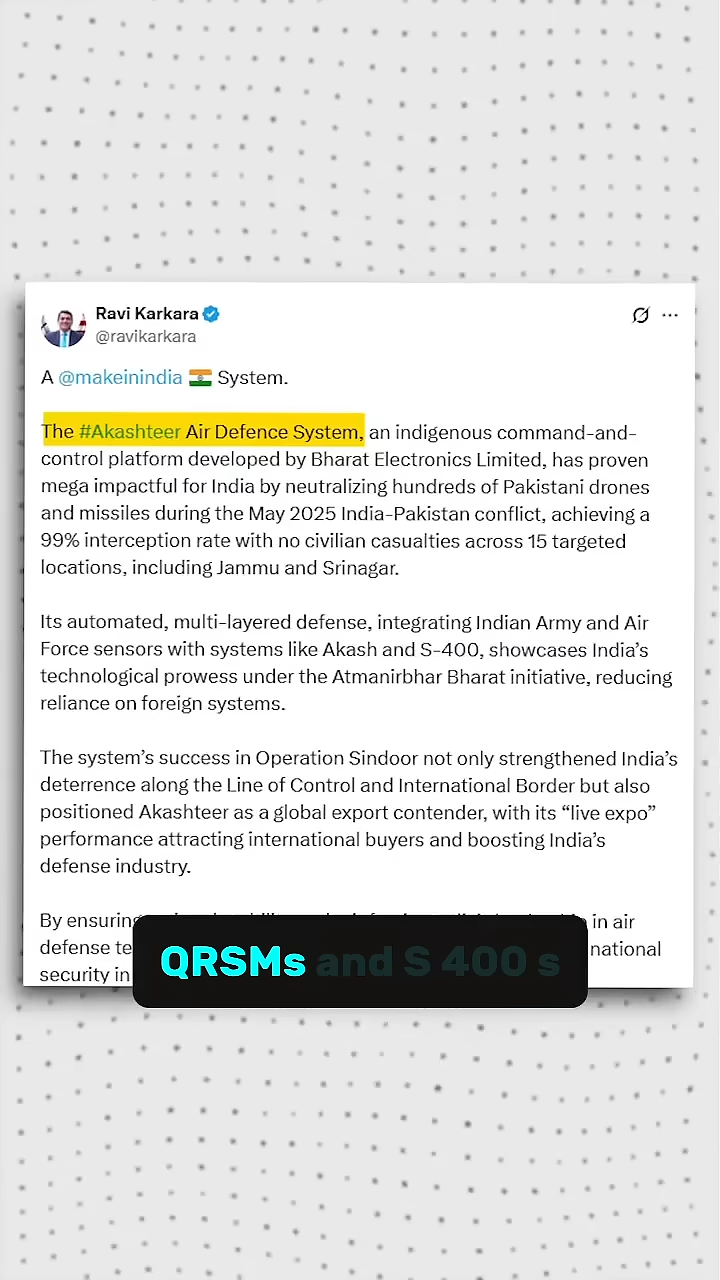 Ravi Karkara
@ravikarkara
A @makeinindia 🇮🇳 System.
The #Akashteer Air Defence System, an indigenous command-and-
control platform developed by Bharat Electronics Limited, has proven
mega impactful for India by neutralizing hundreds of Pakistani drones
and missiles during the May 2025 India-Pakistan conflict, achieving a
99% interception rate with no civilian casualties across 15 targeted
locations, including Jammu and Srinagar.
Its automated, multi-layered defense, integrating Indian Army and Air
Force sensors with systems like Akash and S-400, showcases India's
technological prowess under the Atmanirbhar Bharat initiative, reducing
reliance on foreign systems.
The system's success in Operation Sindoor not only strengthened India's
deterrence along the Line of Control and International Border but also
positioned Akashteer as a global export contender, with its “live expo”
performance attracting international buyers and boosting India's
defense industry.
By ensuring in air
defense national
security in
QRSMs and S 400 s